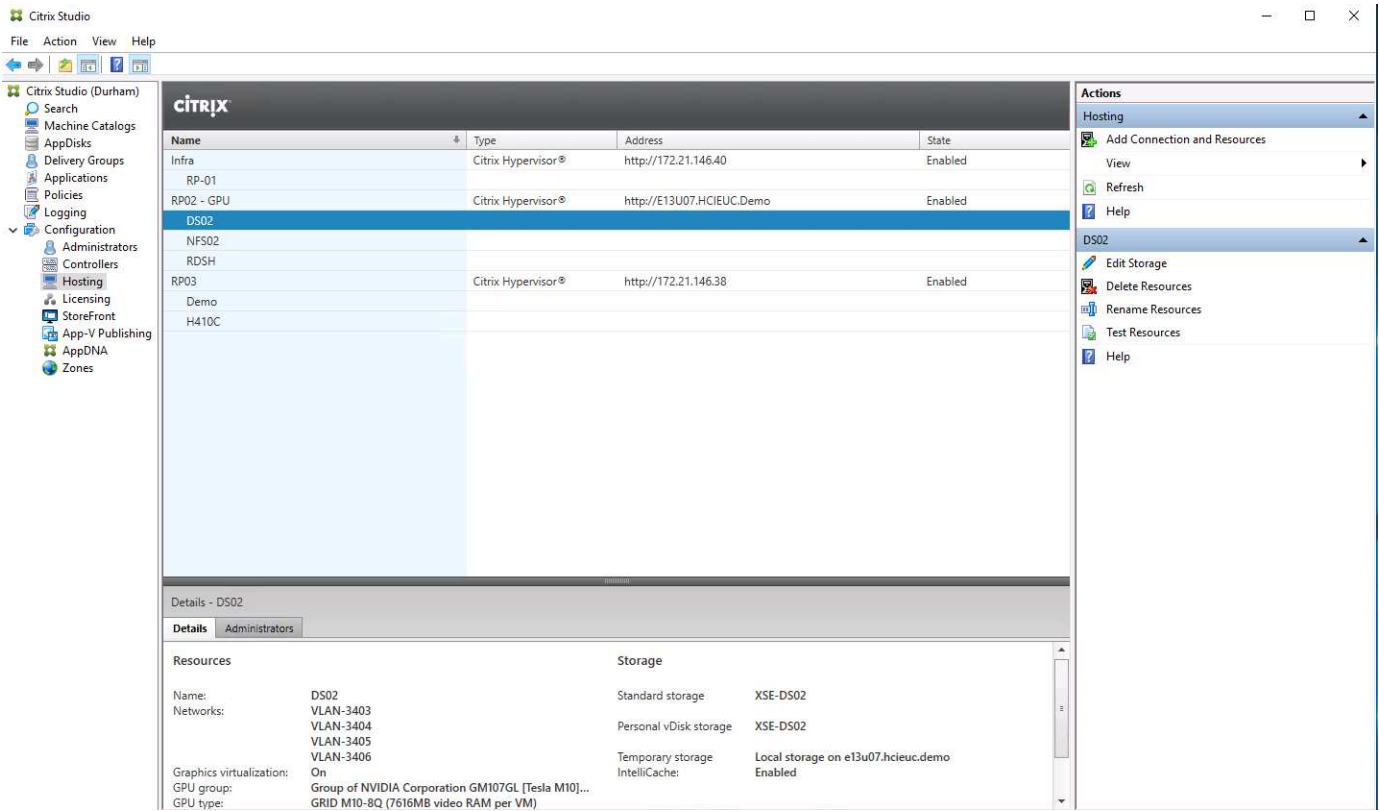 Citrix Studio
File Action View Help
Citrix Studio (Durham)
Search
Machine Catalogs
AppDisks
Delivery Groups
Applications
Policies
Logging
Configuration
Administrators
Controllers
Hosting
Licensing
StoreFront
App-V Publishing
AppDNA
Zones
CITRIX
Name Type Address State
Infra Citrix Hypervisor® http://172.21.146.40 Enabled
RP-01
RP02 - GPU Citrix Hypervisor® http://E13U07.HCIEUC.Demo Enabled
DS02
NFS02
RDSH
RP03 Citrix Hypervisor® http://172.21.146.38 Enabled
Demo
H410C
Details - DS02
Details Administrators
Resources
Name: DS02
Networks: VLAN-3403
VLAN-3404
VLAN-3405
VLAN-3406
Graphics virtualization: On
GPU group: Group of NVIDIA Corporation GM107GL [Tesla M10]...
GPU type: GRID M10-8Q (7616MB video RAM per VM)
Storage
Standard storage XSE-DS02
Personal vDisk storage XSE-DS02
Temporary storage Local storage on e13u07.hcieuc.demo
IntelliCache: Enabled
Actions
Hosting
Add Connection and Resources
View
Refresh
Help
DS02
Edit Storage
Delete Resources
Rename Resources
Test Resources
Help